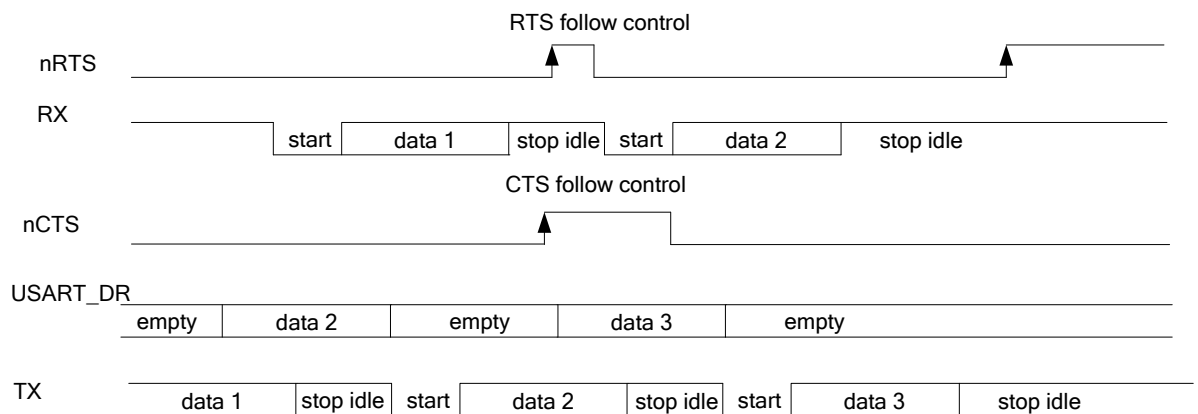 RTS follow control
nRTS
RX
start data 1 stop idle start data 2 stop idle
CTS follow control
nCTS
USART_DR
empty data 2 empty data 3 empty
TX
data 1 stop idle start data 2 stop idle start data 3 stop idle